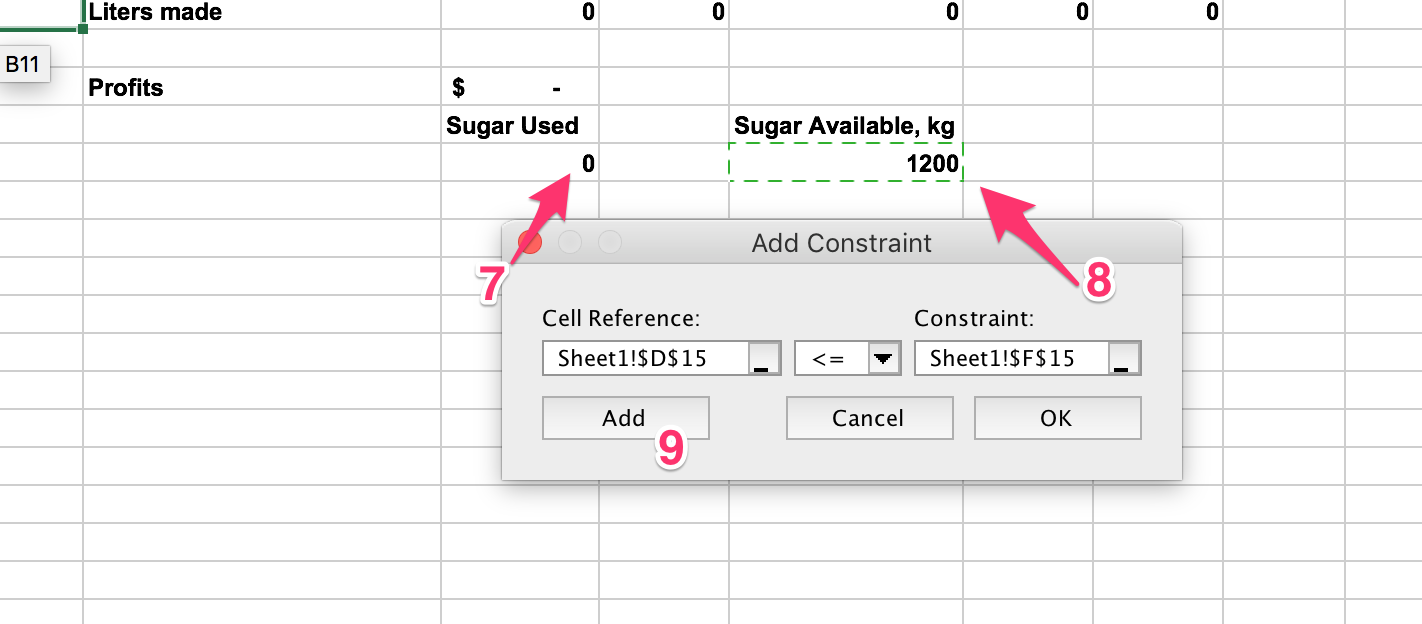 Liters made 0 0 0 0 0
B11
Profits $ -
Sugar Used Sugar Available, kg
0 1200
Add Constraint
7 8
Cell Reference: Constraint:
Sheet1!$D$15 <= Sheet1!$F$15
Add Cancel OK
9